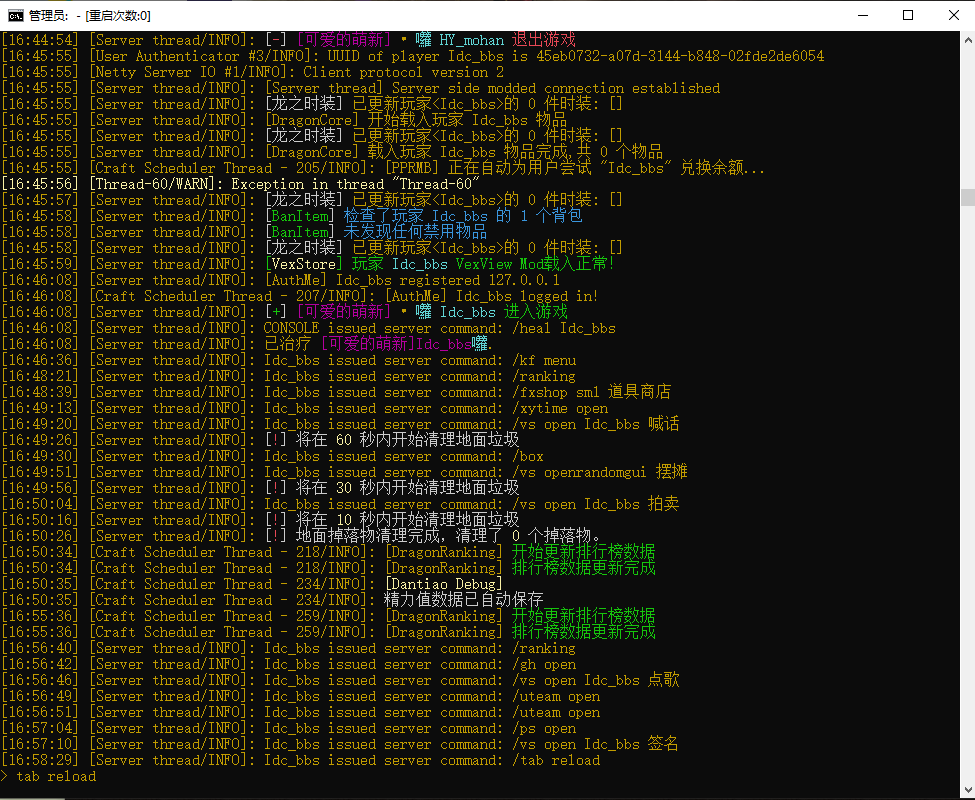 管理员: - [重启次数:0]
[16:44:54] [Server thread/INFO]: [-] [可爱的萌新] • 囖 HY_mohan 退出游戏
[16:45:55] [User Authenticator #3/INFO]: UUID of player Idc_bbs is 45eb0732-a07d-3144-b848-02fde2de6054
[16:45:55] [Netty Server IO #1/INFO]: Client protocol version 2
[16:45:55] [Server thread/INFO]: [Server thread] Server side modded connection established
[16:45:55] [Server thread/INFO]: [龙之时装] 已更新玩家<Idc_bbs>的 0 件时装: []
[16:45:55] [Server thread/INFO]: [DragonCore] 开始载入玩家 Idc_bbs 物品
[16:45:55] [Server thread/INFO]: [龙之时装] 已更新玩家<Idc_bbs>的 0 件时装: []
[16:45:55] [Server thread/INFO]: [DragonCore] 载入玩家 Idc_bbs 物品完成,共 0 个物品
[16:45:55] [Craft Scheduler Thread - 205/INFO]: [PPRMB] 正在自动为用户尝试 "Idc_bbs" 兑换余额...
[16:45:56] [Thread-60/WARN]: Exception in thread "Thread-60"
[16:45:57] [Server thread/INFO]: [龙之时装] 已更新玩家<Idc_bbs>的 0 件时装: []
[16:45:58] [Server thread/INFO]: [BanItem] 检查了玩家 Idc_bbs 的 1 个背包
[16:45:58] [Server thread/INFO]: [BanItem] 未发现任何禁用物品
[16:45:58] [Server thread/INFO]: [龙之时装] 已更新玩家<Idc_bbs>的 0 件时装: []
[16:45:59] [Server thread/INFO]: [VexStore] 玩家 Idc_bbs VexView Mod载入正常!
[16:46:08] [Server thread/INFO]: [AuthMe] Idc_bbs registered 127.0.0.1
[16:46:08] [Craft Scheduler Thread - 207/INFO]: [AuthMe] Idc_bbs logged in!
[16:46:08] [Server thread/INFO]: [+] [可爱的萌新] • 囖 Idc_bbs 进入游戏
[16:46:08] [Server thread/INFO]: CONSOLE issued server command: /heal Idc_bbs
[16:46:08] [Server thread/INFO]: 已治疗 [可爱的萌新]Idc_bbs囖.
[16:46:36] [Server thread/INFO]: Idc_bbs issued server command: /kf menu
[16:48:21] [Server thread/INFO]: Idc_bbs issued server command: /ranking
[16:48:39] [Server thread/INFO]: Idc_bbs issued server command: /fxshop sml 道具商店
[16:49:13] [Server thread/INFO]: Idc_bbs issued server command: /xytime open
[16:49:20] [Server thread/INFO]: Idc_bbs issued server command: /vs open Idc_bbs 喊话
[16:49:26] [Server thread/INFO]: [!] 将在 60 秒内开始清理地面垃圾
[16:49:30] [Server thread/INFO]: Idc_bbs issued server command: /box
[16:49:51] [Server thread/INFO]: Idc_bbs issued server command: /vs openrandomgui 摆摊
[16:49:56] [Server thread/INFO]: [!] 将在 30 秒内开始清理地面垃圾
[16:50:04] [Server thread/INFO]: Idc_bbs issued server command: /vs open Idc_bbs 拍卖
[16:50:16] [Server thread/INFO]: [!] 将在 10 秒内开始清理地面垃圾
[16:50:26] [Server thread/INFO]: [!] 地面掉落物清理完成，清理了 0 个掉落物。
[16:50:34] [Craft Scheduler Thread - 218/INFO]: [DragonRanking] 开始更新排行榜数据
[16:50:34] [Craft Scheduler Thread - 218/INFO]: [DragonRanking] 排行榜数据更新完成
[16:50:35] [Craft Scheduler Thread - 234/INFO]: [Dantiao Debug]
[16:50:35] [Craft Scheduler Thread - 234/INFO]: 精力值数据已自动保存
[16:55:36] [Craft Scheduler Thread - 259/INFO]: [DragonRanking] 开始更新排行榜数据
[16:55:36] [Craft Scheduler Thread - 259/INFO]: [DragonRanking] 排行榜数据更新完成
[16:56:40] [Server thread/INFO]: Idc_bbs issued server command: /ranking
[16:56:42] [Server thread/INFO]: Idc_bbs issued server command: /gh open
[16:56:46] [Server thread/INFO]: Idc_bbs issued server command: /vs open Idc_bbs 点歌
[16:56:49] [Server thread/INFO]: Idc_bbs issued server command: /uteam open
[16:56:51] [Server thread/INFO]: Idc_bbs issued server command: /uteam open
[16:57:04] [Server thread/INFO]: Idc_bbs issued server command: /ps open
[16:57:10] [Server thread/INFO]: Idc_bbs issued server command: /vs open Idc_bbs 签名
[16:58:29] [Server thread/INFO]: Idc_bbs issued server command: /tab reload
> tab reload